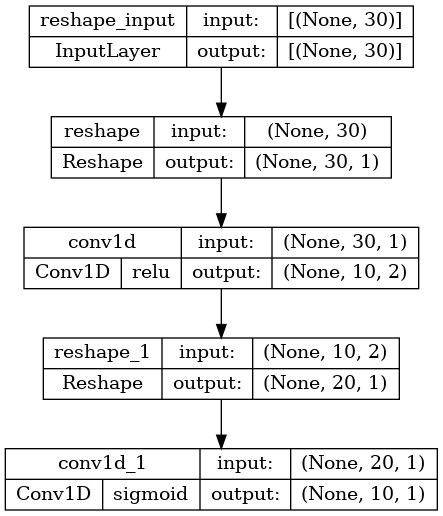 reshape_input input: [(None, 30)]
InputLayer output: [(None, 30)]
reshape input: (None, 30)
Reshape output: (None, 30, 1)
conv1d input: (None, 30, 1)
Conv1D relu output: (None, 10, 2)
reshape_1 input: (None, 10, 2)
Reshape output: (None, 20, 1)
conv1d_1 input: (None, 20, 1)
Conv1D sigmoid output: (None, 10, 1)